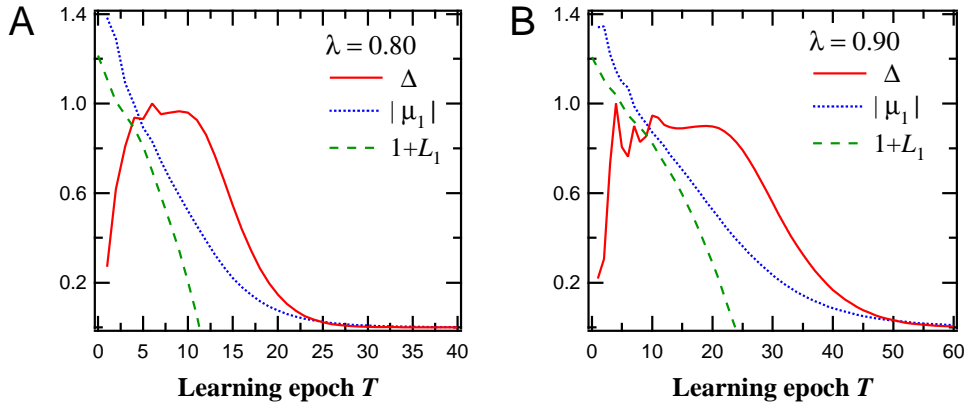 A
1.4
1.0
0.6
0.2
λ = 0.80
Δ
| μ1 |
1+L1
0 5 10 15 20 25 30 35 40
Learning epoch T
B
1.4
1.0
0.6
0.2
λ = 0.90
Δ
| μ1 |
1+L1
0 10 20 30 40 50 60
Learning epoch T